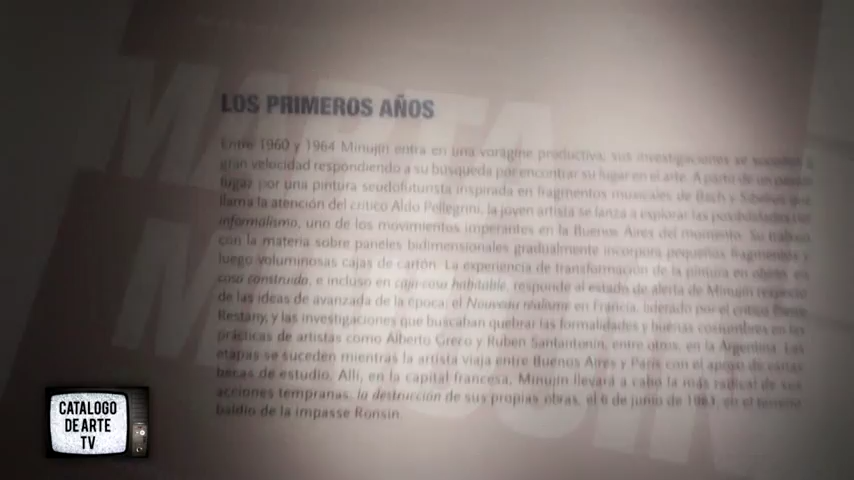 MARTA
MINUJIN
LOS PRIMEROS AÑOS
Entre 1960 y 1964 Minujín entra en una vorágine productiva; sus investigaciones se suceden a
gran velocidad respondiendo a su búsqueda por encontrar su lugar en el arte. A partir de un pasaje
fugaz por una pintura seudofuturista inspirada en fragmentos musicales de Bach y Sibelius que
llama la atención del crítico Aldo Pellegrini, la joven artista se lanza a explorar las posibilidades del
informalismo, uno de los movimientos imperantes en la Buenos Aires del momento. Su trabajo
con la materia sobre paneles bidimensionales gradualmente incorpora pequeños fragmentos y
luego voluminosas cajas de cartón. La experiencia de transformación de la pintura en objeto, en
cosa construida, e incluso en caja-cosa habitable, responde al estado de alerta de Minujín respecto
de las ideas de avanzada de la época: el Nouveau réalisme en Francia, liderado por el crítico Pierre
Restany, y las investigaciones que buscaban quebrar las formalidades y buenas costumbres en las
prácticas de artistas como Alberto Greco y Rubén Santantonín, entre otros, en la Argentina. Las
etapas se suceden mientras la artista viaja entre Buenos Aires y París con el apoyo de varias
becas de estudio. Allí, en la capital francesa, Minujín llevará a cabo la más radical de sus
acciones tempranas: la destrucción de sus propias obras, el 6 de junio de 1963, en el terreno
baldío de la impasse Ronsin.
CATALOGO
DE ARTE
TV